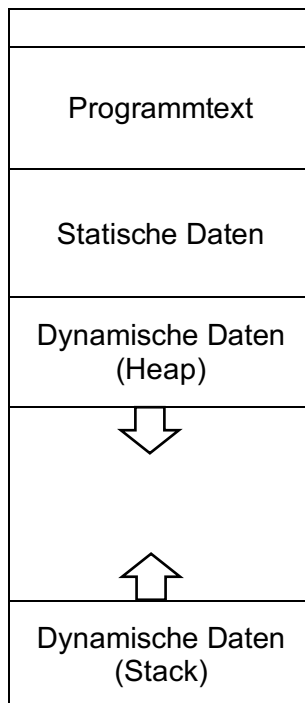 Programmtext
Statische Daten
Dynamische Daten
(Heap)
Dynamische Daten
(Stack)